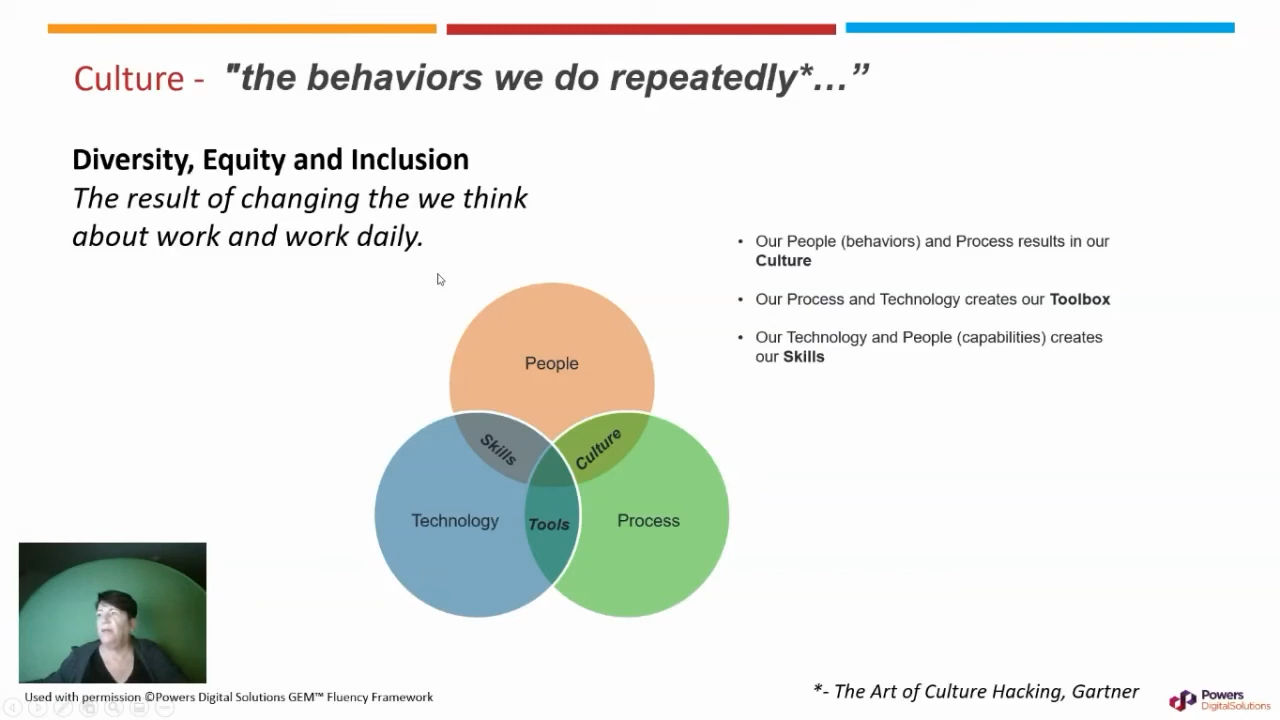 Culture - "the behaviors we do repeatedly*…”
Diversity, Equity and Inclusion
The result of changing the we think
about work and work daily.
• Our People (behaviors) and Process results in our
Culture
• Our Process and Technology creates our Toolbox
• Our Technology and People (capabilities) creates
our Skills
People
Skills
Culture
Technology
Tools
Process
Used with permission ©Powers Digital Solutions GEM™ Fluency Framework
*- The Art of Culture Hacking, Gartner
Powers
DigitalSolutions